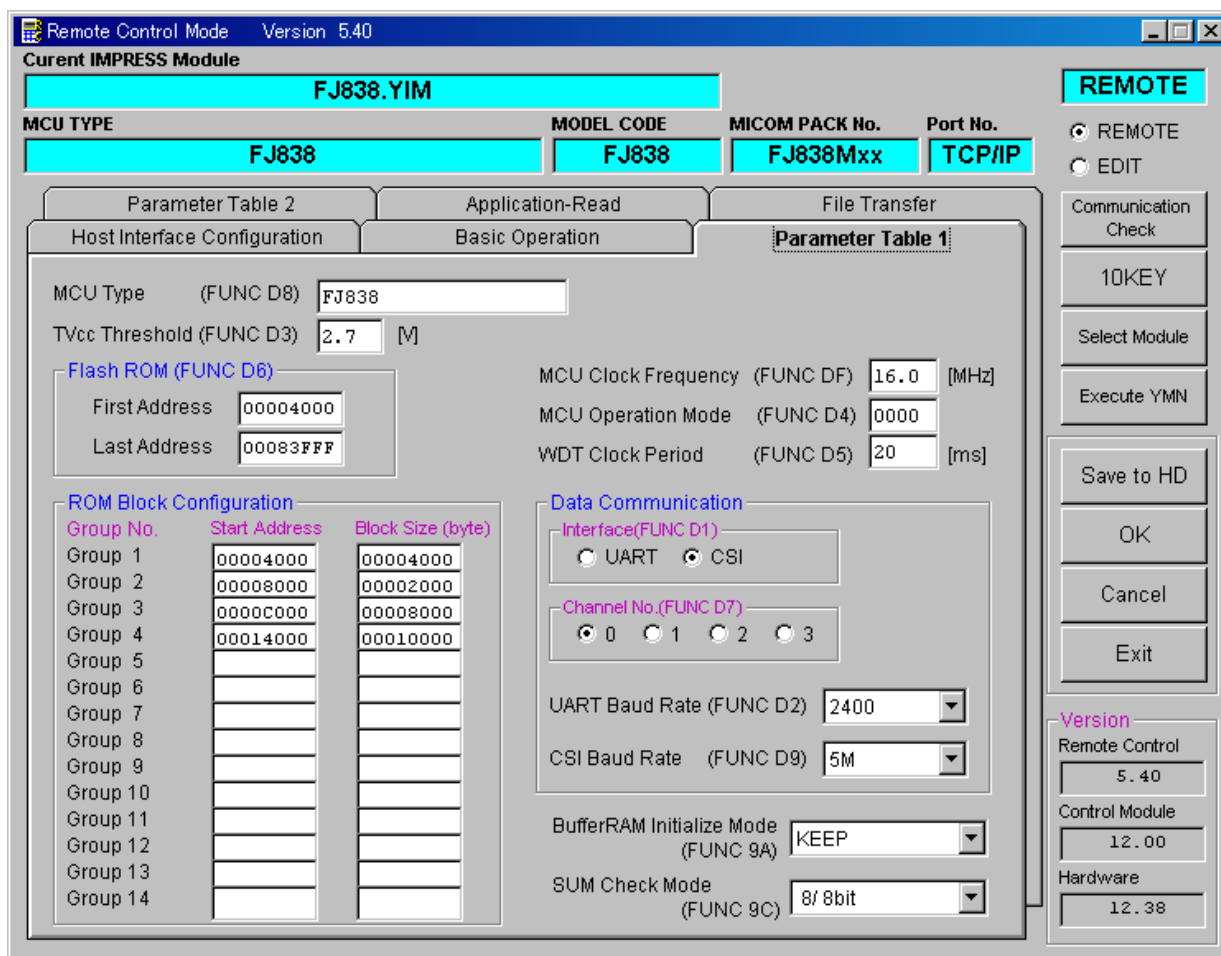 Remote Control Mode Version 5.40
Curent IMPRESS Module
FJ838.YIM
REMOTE
MCU TYPE MODEL CODE MICOM PACK No. Port No.
FJ838 FJ838 FJ838Mxx TCP/IP
REMOTE
EDIT
Parameter Table 2 Application-Read File Transfer
Host Interface Configuration Basic Operation Parameter Table 1
MCU Type (FUNC D8) FJ838
TVcc Threshold (FUNC D3) 2.7 [V]
Flash ROM (FUNC D6)
First Address 00004000
Last Address 00083FFF
MCU Clock Frequency (FUNC DF) 16.0 [MHz]
MCU Operation Mode (FUNC D4) 0000
WDT Clock Period (FUNC D5) 20 [ms]
ROM Block Configuration
Group No. Start Address Block Size (byte)
Group 1 00004000 00004000
Group 2 00008000 00002000
Group 3 0000C000 00008000
Group 4 00014000 00010000
Group 5
Group 6
Group 7
Group 8
Group 9
Group 10
Group 11
Group 12
Group 13
Group 14
Data Communication
Interface(FUNC D1)
UART CSI
Channel No.(FUNC D7)
0 1 2 3
UART Baud Rate (FUNC D2) 2400
CSI Baud Rate (FUNC D9) 5M
BufferRAM Initialize Mode
(FUNC 9A) KEEP
SUM Check Mode
(FUNC 9C) 8/ 8bit
Communication
Check
10KEY
Select Module
Execute YMN
Save to HD
OK
Cancel
Exit
Version
Remote Control
5.40
Control Module
12.00
Hardware
12.38